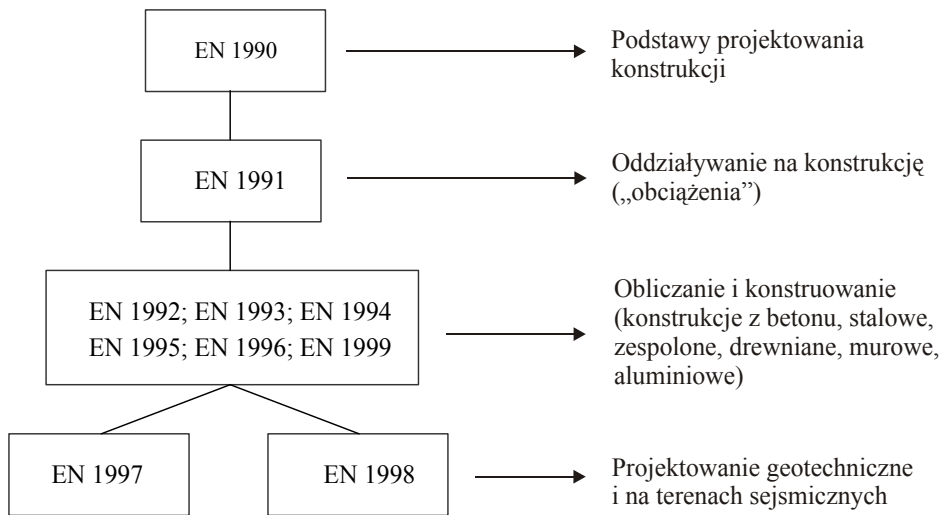 EN 1990
Podstawy projektowania
konstrukcji
EN 1991
Oddziaływanie na konstrukcję
(„obciążenia”)
EN 1992; EN 1993; EN 1994
EN 1995; EN 1996; EN 1999
Obliczanie i konstruowanie
(konstrukcje z betonu, stalowe,
zespolone, drewniane, murowe,
aluminiowe)
EN 1997
EN 1998
Projektowanie geotechniczne
i na terenach sejsmicznych